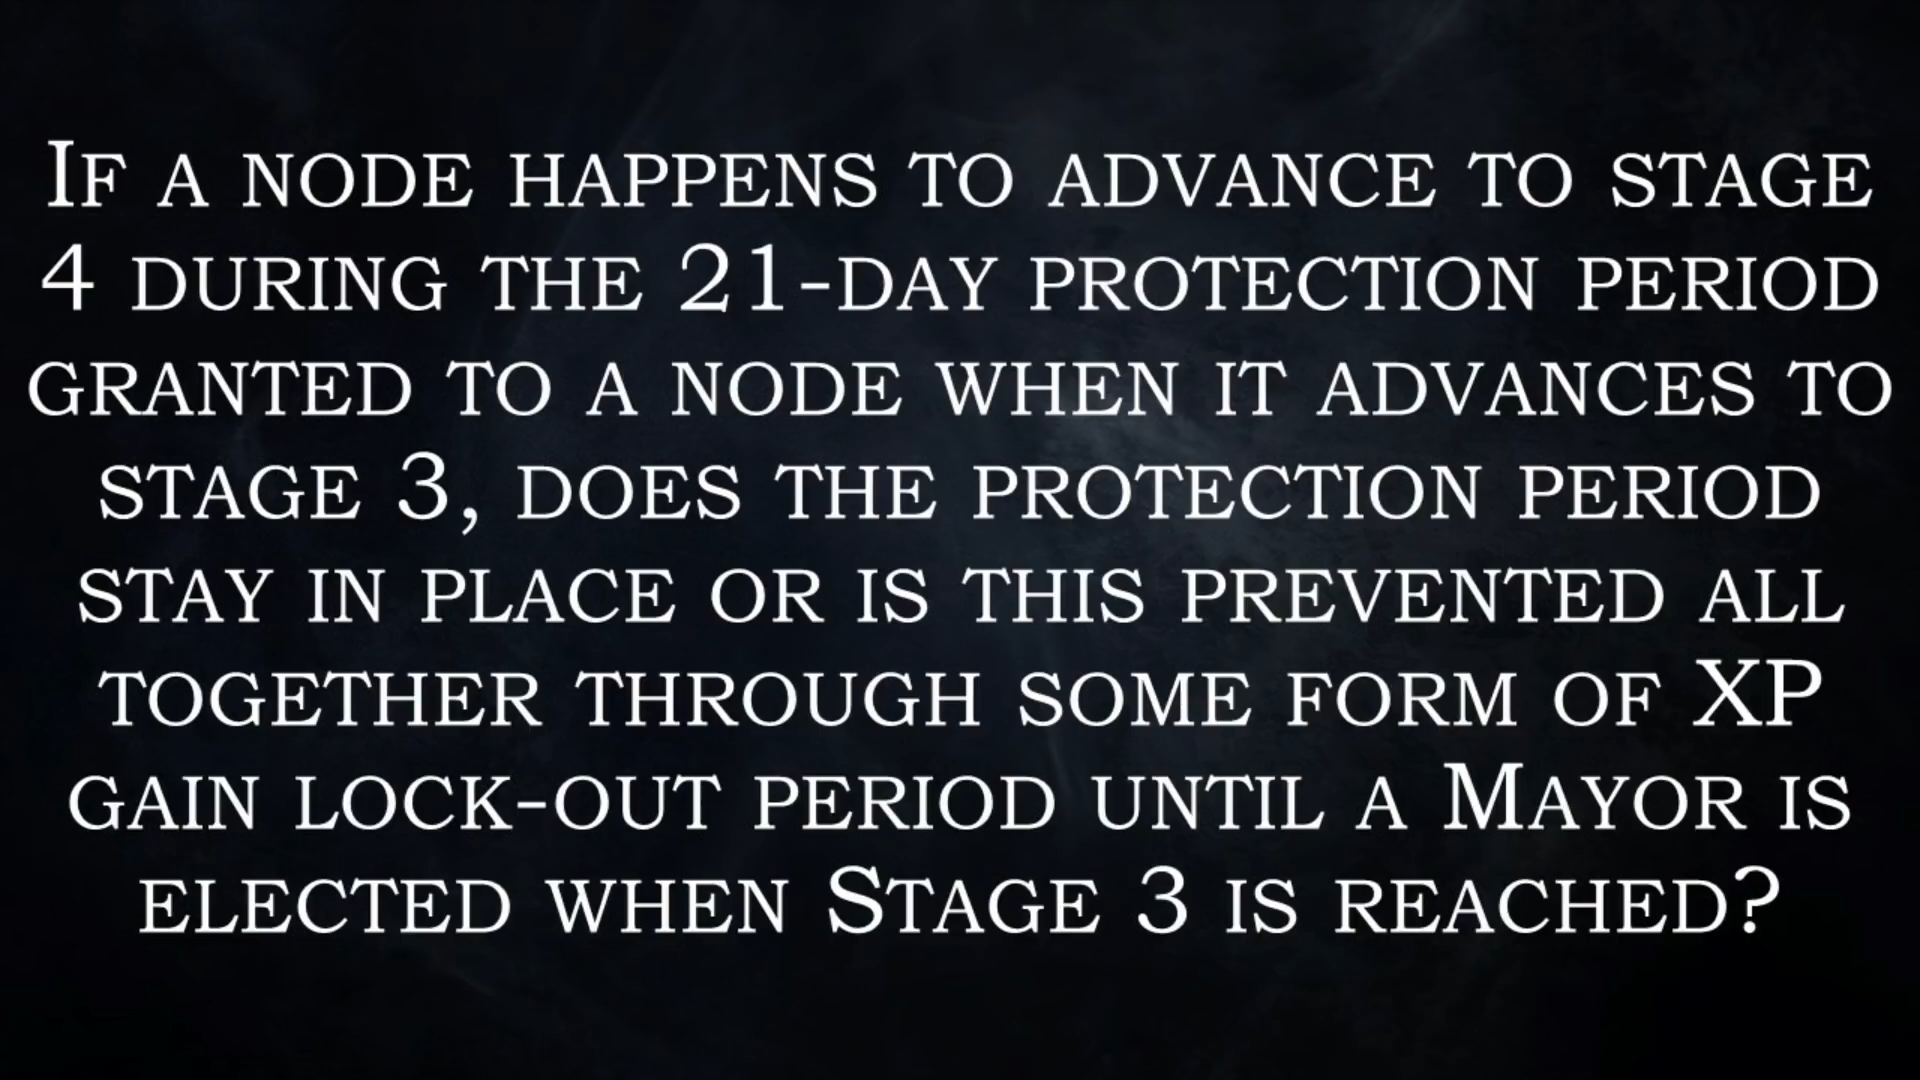 If a node happens to advance to stage
4 during the 21-day protection period
granted to a node when it advances to
stage 3, does the protection period
stay in place or is this prevented all
together through some form of XP
gain lock-out period until a Mayor is
elected when Stage 3 is reached?